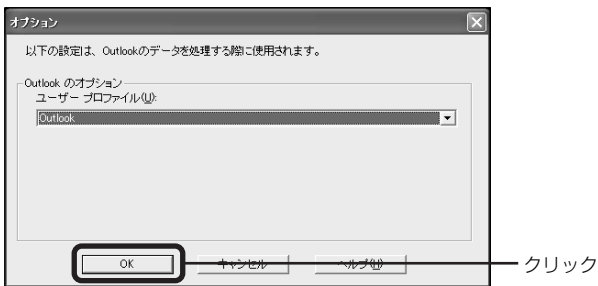 オプション
以下の設定は、Outlookのデータを処理する際に使用されます。
Outlook のオプション
ユーザー プロファイル(U):
Outlook
OK キャンセル ヘルプ(H) クリック